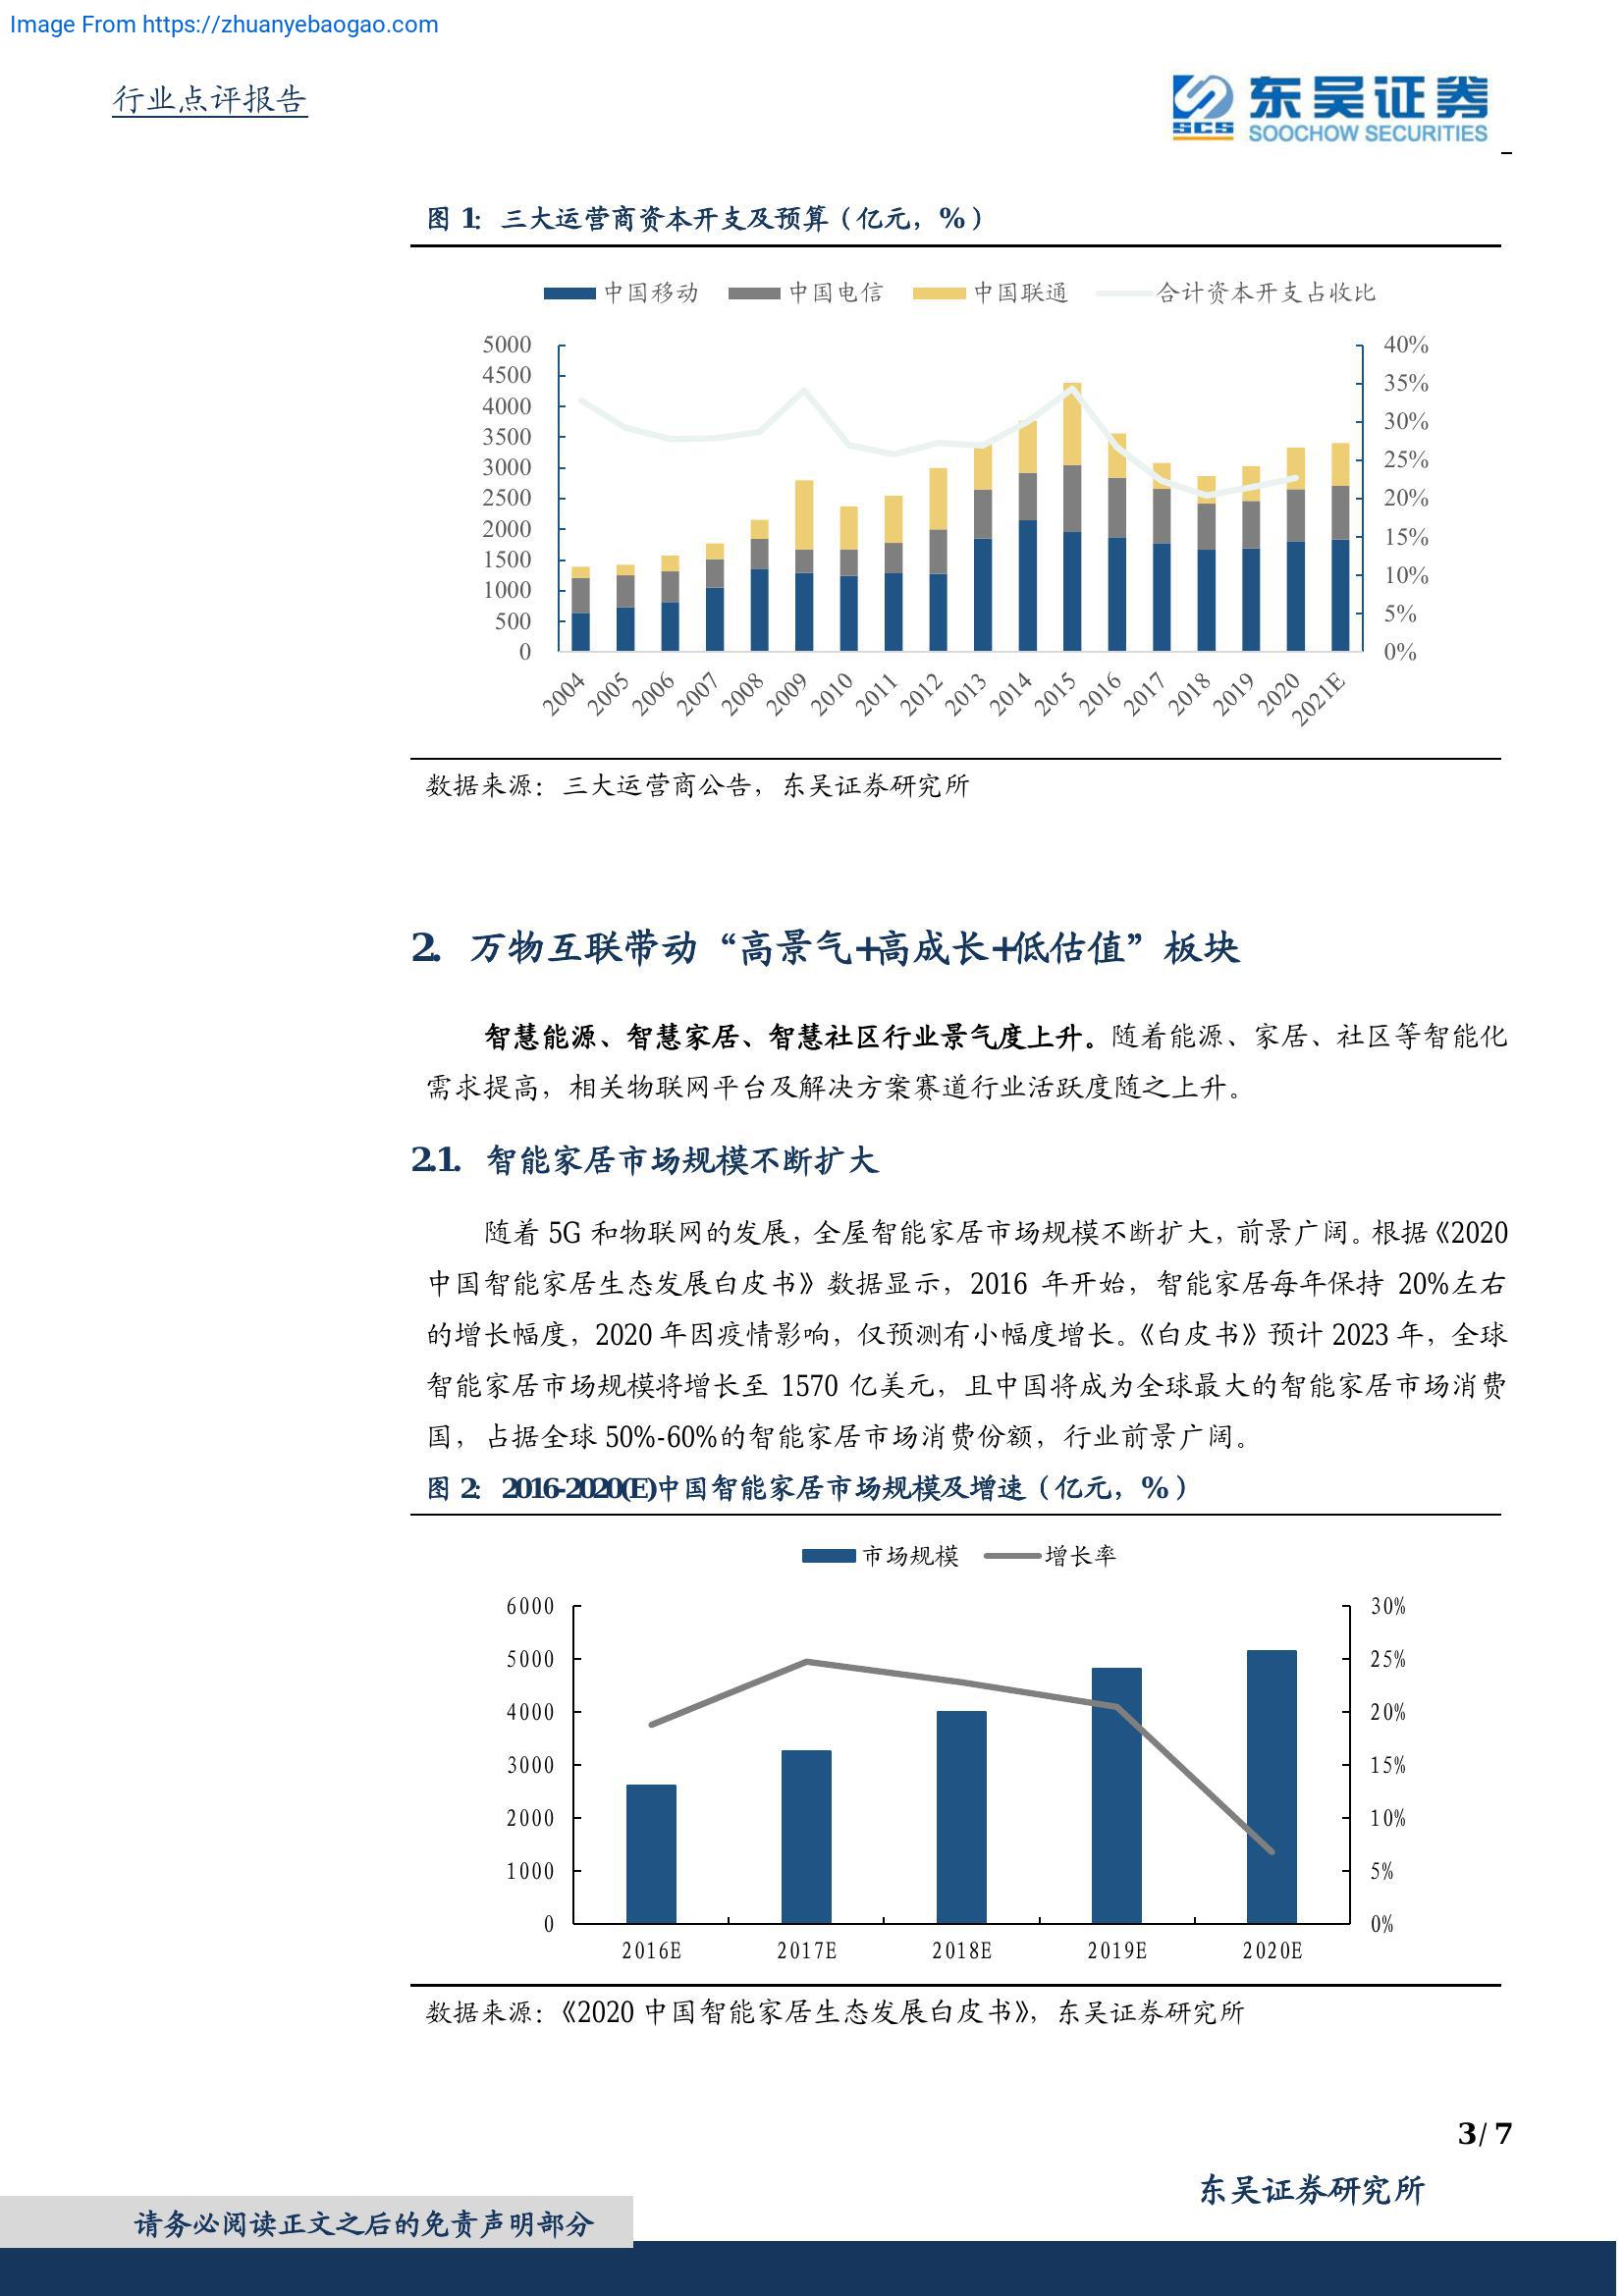 Image From https://zhuanyebaogao.com
行业点评报告
SCS 东吴证券
SOOCHOW SECURITIES
图 1: 三大运营商资本开支及预算（亿元，%）
中国移动 中国电信 中国联通 合计资本开支占收比
5000 40%
4500 35%
4000 30%
3500 25%
3000 20%
2500 15%
2000 10%
1500 5%
1000 0%
500
0
2004 2005 2006 2007 2008 2009 2010 2011 2012 2013 2014 2015 2016 2017 2018 2019 2020 2021E
数据来源：三大运营商公告，东吴证券研究所
2. 万物互联带动“高景气+高成长+低估值”板块
智慧能源、智慧家居、智慧社区行业景气度上升。随着能源、家居、社区等智能化
需求提高，相关物联网平台及解决方案赛道行业活跃度随之上升。
2.1. 智能家居市场规模不断扩大
随着 5G 和物联网的发展，全屋智能家居市场规模不断扩大，前景广阔。根据《2020
中国智能家居生态发展白皮书》数据显示，2016 年开始，智能家居每年保持 20%左右
的增长幅度，2020 年因疫情影响，仅预测有小幅度增长。《白皮书》预计 2023 年，全球
智能家居市场规模将增长至 1570 亿美元，且中国将成为全球最大的智能家居市场消费
国，占据全球 50%-60%的智能家居市场消费份额，行业前景广阔。
图 2: 2016-2020(E)中国智能家居市场规模及增速（亿元，%）
市场规模 增长率
6000 30%
5000 25%
4000 20%
3000 15%
2000 10%
1000 5%
0 0%
2016E 2017E 2018E 2019E 2020E
数据来源：《2020 中国智能家居生态发展白皮书》，东吴证券研究所
3 / 7
东吴证券研究所
请务必阅读正文之后的免责声明部分